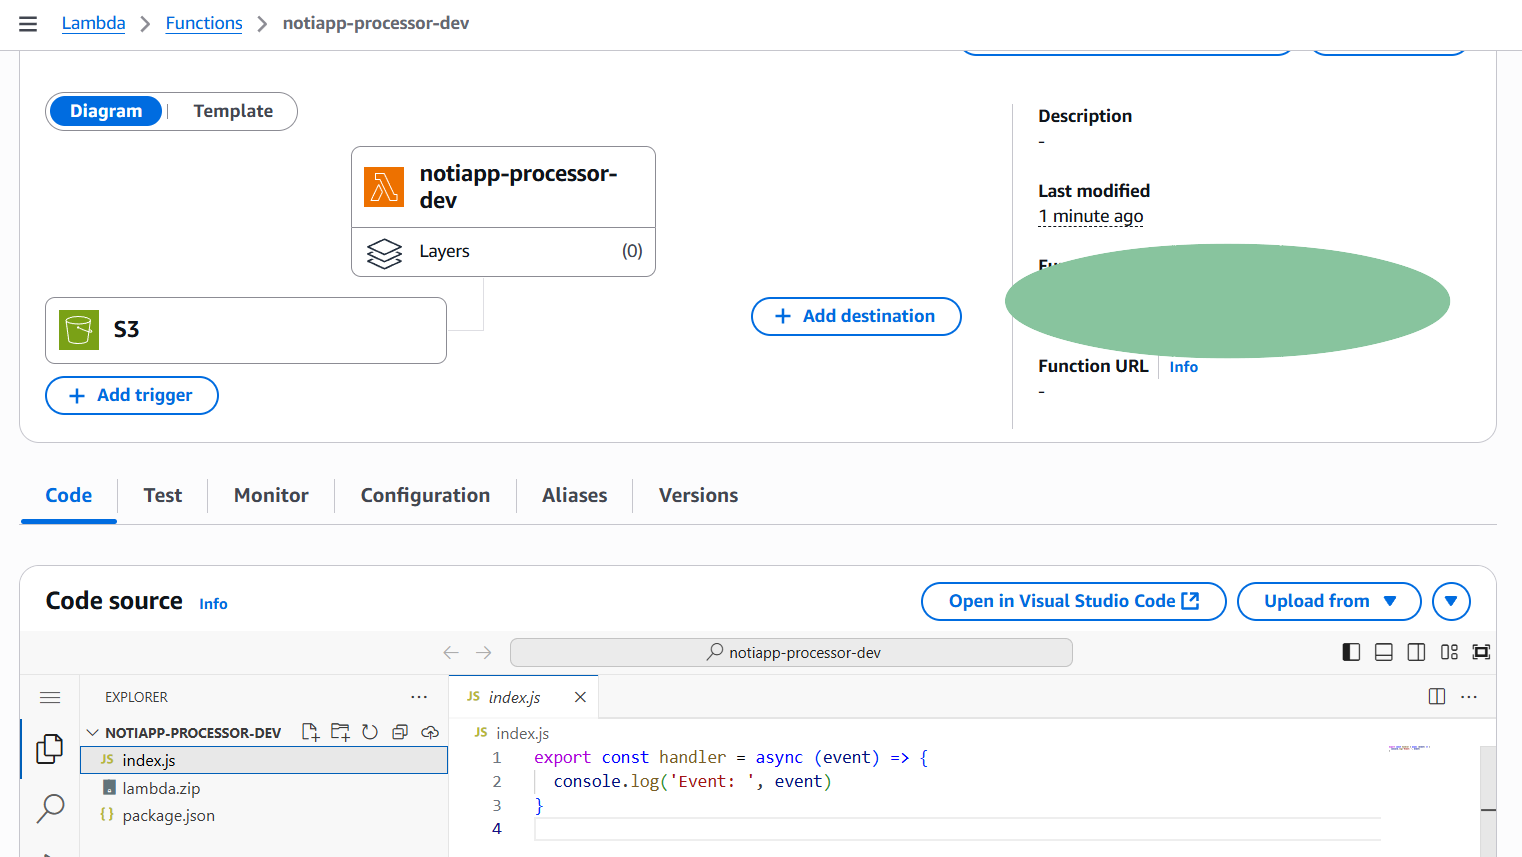 Lambda > Functions > notiapp-processor-dev
Diagram | Template
notiapp-processor-
dev
Layers (0)
S3
+ Add trigger
+ Add destination
Description
-
Last modified
1 minute ago
Function URL | Info
-
Code
Test
Monitor
Configuration
Aliases
Versions
Code source Info
Open in Visual Studio Code
Upload from
notiapp-processor-dev
EXPLORER ...
NOTIAPP-PROCESSOR-DEV
JS index.js
lambda.zip
{} package.json
JS index.js
JS index.js
1 export const handler = async (event) => {
2 console.log('Event: ', event)
3 }
4